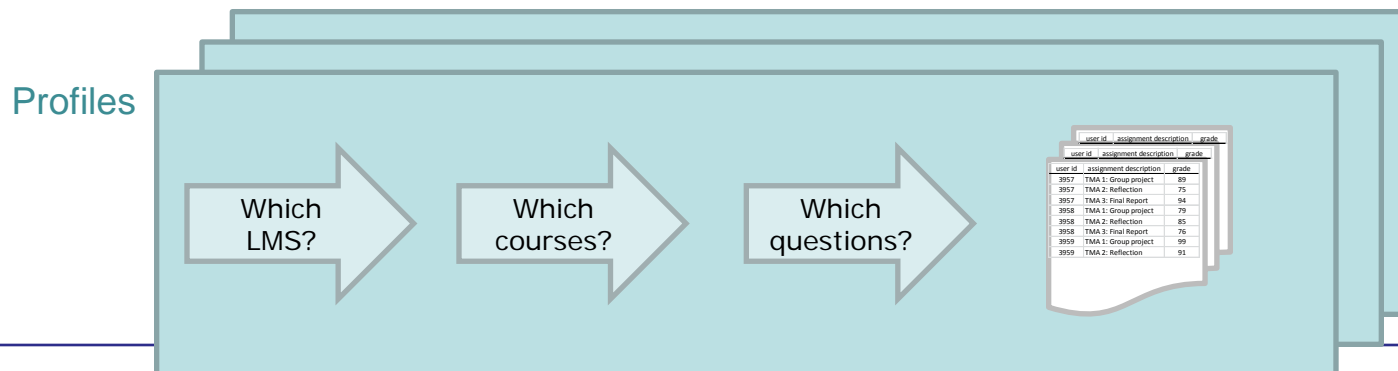 Profiles
Which
LMS?
Which
courses?
Which
questions?
user id assignment description grade
user id assignment description grade
user id assignment description grade
3957 TMA 1: Group project 89
3957 TMA 2: Reflection 75
3957 TMA 3: Final Report 94
3958 TMA 1: Group project 79
3958 TMA 2: Reflection 85
3958 TMA 3: Final Report 76
3959 TMA 1: Group project 99
3959 TMA 2: Reflection 91